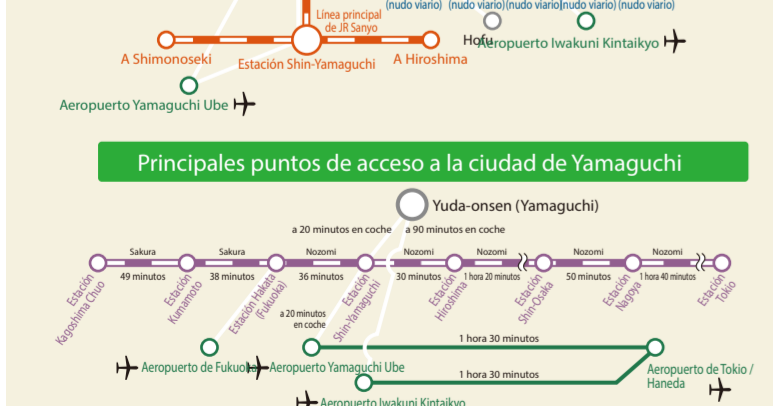 (nudo viario) (nudo viario)(nudo viario)(nudo viario) (nudo viario)
Línea principal
de JR Sanyo
Hofu
Aeropuerto Iwakuni Kintaikyo
A Shimonoseki
Estación Shin-Yamaguchi
A Hiroshima
Aeropuerto Yamaguchi Ube
Principales puntos de acceso a la ciudad de Yamaguchi
Yuda-onsen (Yamaguchi)
a 20 minutos en coche
a 90 minutos en coche
Sakura
Sakura
Nozomi
Nozomi
Nozomi
Nozomi
Nozomi
49 minutos
38 minutos
36 minutos
30 minutos
1 hora 20 minutos
50 minutos
1 hora 40 minutos
Estación
Kagoshima Chuo
Estación
Kumamoto
Estación Hakata
(Fukuoka)
Estación
Shin-Yamaguchi
Estación
Hiroshima
Estación
Shin-Osaka
Estación
Nagoya
Estación
Tokio
a 20 minutos
en coche
1 hora 30 minutos
Aeropuerto de Fukuoka
Aeropuerto Yamaguchi Ube
Aeropuerto de Tokio /
Haneda
1 hora 30 minutos
Aeropuerto Iwakuni Kintaikyo